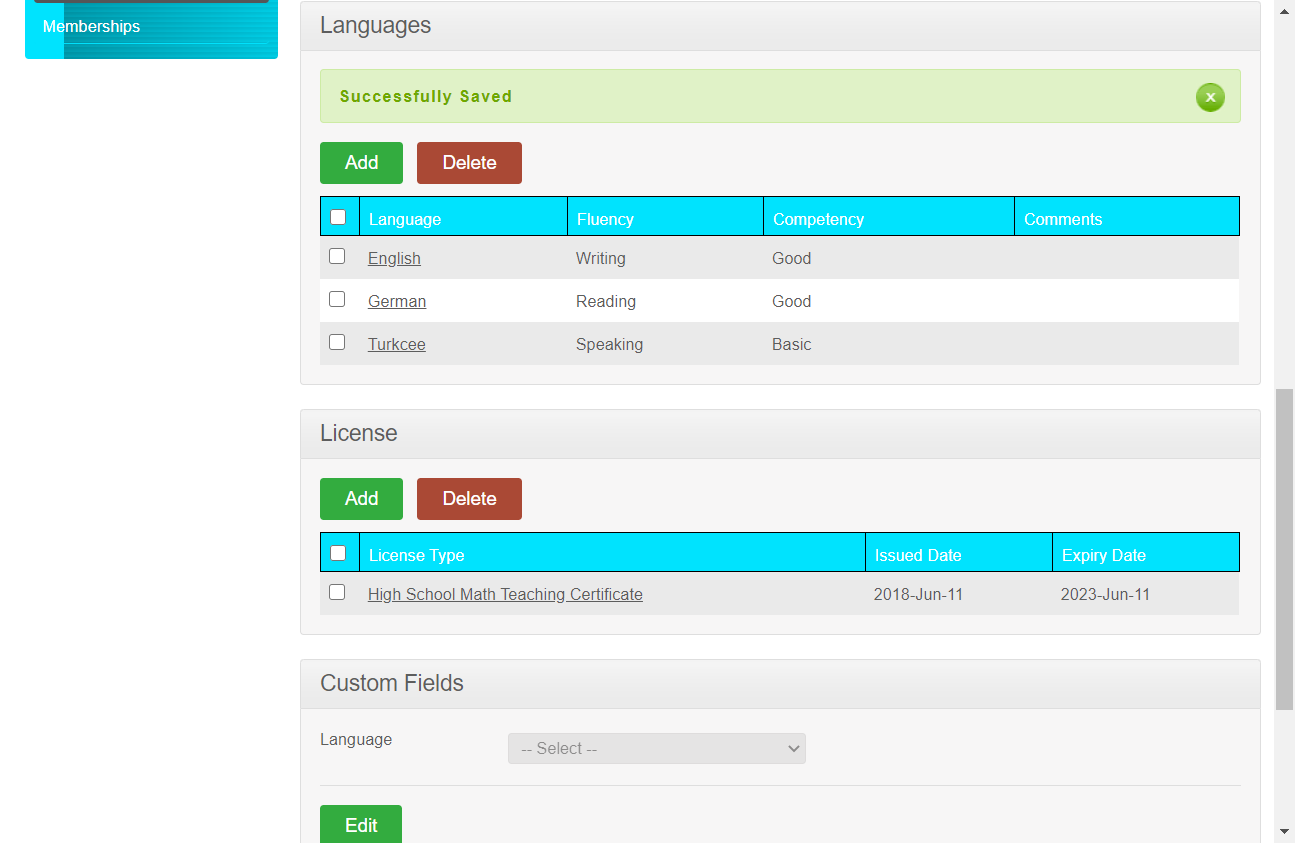 Memberships
Languages
Successfully Saved
x
Add Delete
Language Fluency Competency Comments
English Writing Good
German Reading Good
Turkcee Speaking Basic
License
Add Delete
License Type Issued Date Expiry Date
High School Math Teaching Certificate 2018-Jun-11 2023-Jun-11
Custom Fields
Language -- Select --
Edit